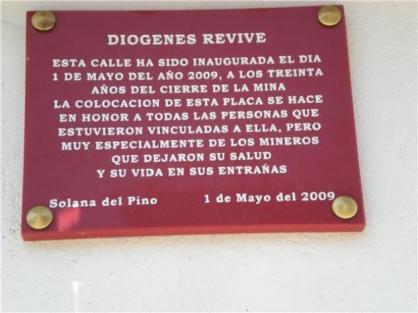 DIOGENES REVIVE
ESTA CALLE HA SIDO INAUGURADA EL DIA
1 DE MAYO DEL AÑO 2009, A LOS TREINTA
AÑOS DEL CIERRE DE LA MINA
LA COLOCACION DE ESTA PLACA SE HACE
EN HONOR A TODAS LAS PERSONAS QUE
ESTUVIERON VINCULADAS A ELLA, PERO
MUY ESPECIALMENTE DE LOS MINEROS
QUE DEJARON SU SALUD
Y SU VIDA EN SUS ENTRAÑAS
Solana del Pino 1 de Mayo del 2009